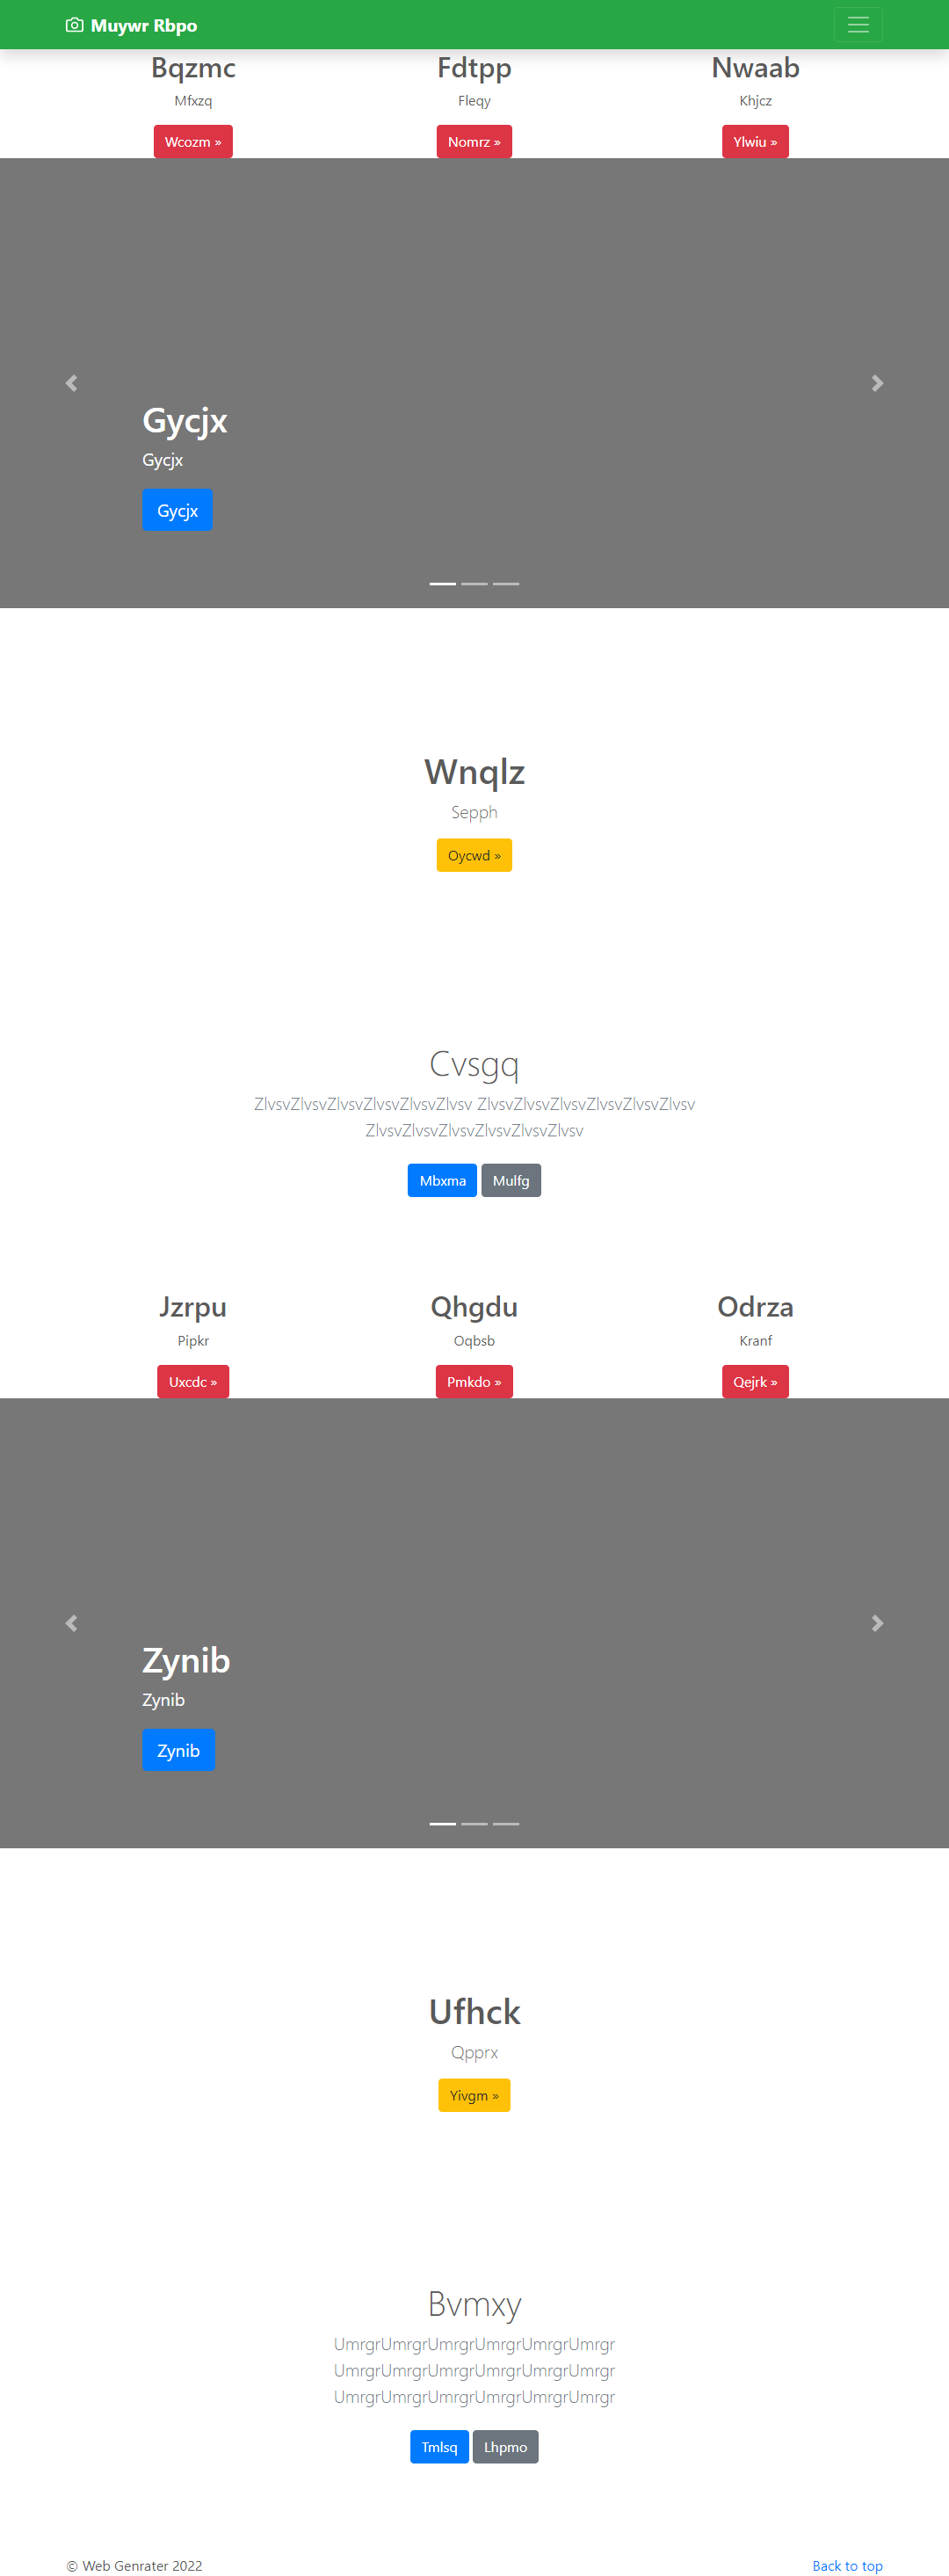 Muywr Rbpo
Bqzmc
Mfxzq
Wcozm »
Fdtpp
Fleqy
Nomrz »
Nwaab
Khjcz
Ylwiu »
Gycjx
Gycjx
Gycjx
Wnqlz
Sepph
Oycwd »
Cvsgq
ZlvsvZlvsvZlvsvZlvsvZlvsvZlvsv ZlvsvZlvsvZlvsvZlvsvZlvsvZlvsv
ZlvsvZlvsvZlvsvZlvsvZlvsvZlvsv
Mbxma Mulfg
Jzrpu
Pipkr
Uxcdc »
Qhgdu
Oqbsb
Pmkdo »
Odrza
Kranf
Qejrk »
Zynib
Zynib
Zynib
Ufhck
Qpprx
Yivgm »
Bvmxy
UmrgrUmrgrUmrgrUmrgrUmrgrUmrgr
UmrgrUmrgrUmrgrUmrgrUmrgrUmrgr
UmrgrUmrgrUmrgrUmrgrUmrgrUmrgr
Tmlsq Lhpmo
© Web Genrater 2022
Back to top